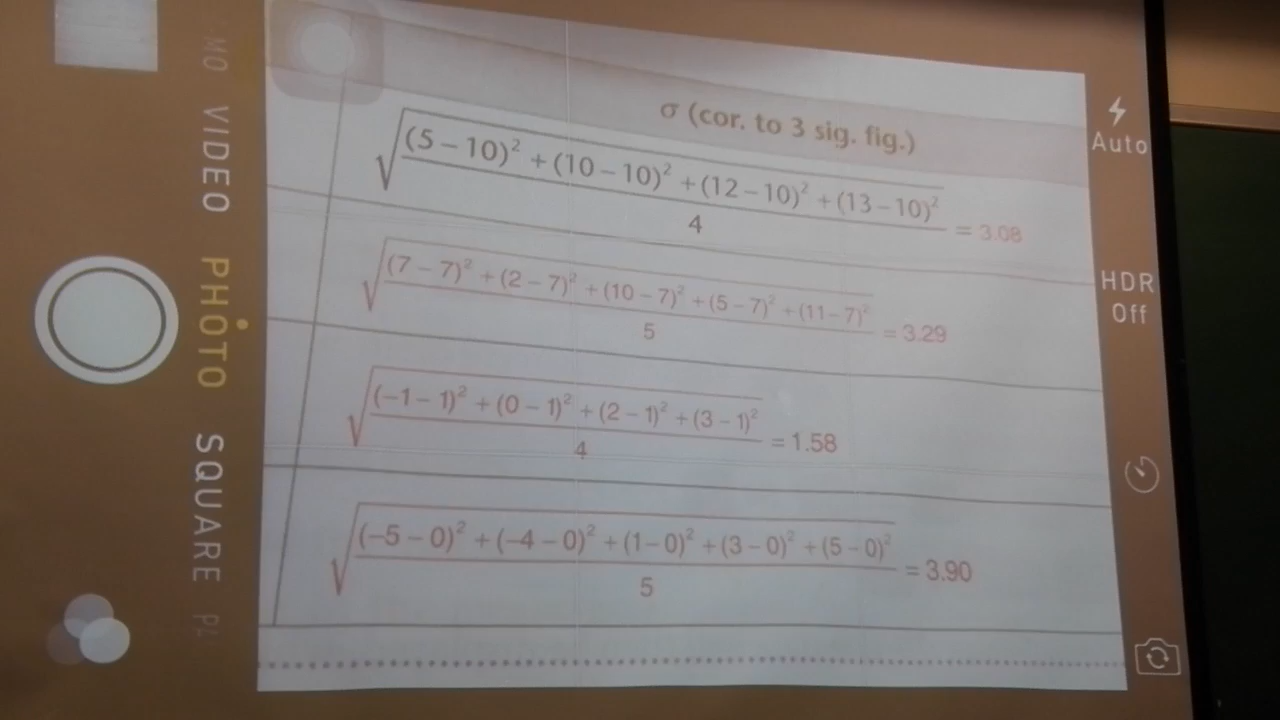 σ (cor. to 3 sig. fig.)
√((5 – 10)² + (10 – 10)² + (12 – 10)² + (13 – 10)² / 4) = 3.08
√((7 – 7)² + (2 – 7)² + (10 – 7)² + (5 – 7)² + (11 – 7)² / 5) = 3.29
√((–1 – 1)² + (0 – 1)² + (2 – 1)² + (3 – 1)² / 4) = 1.58
√((–5 – 0)² + (–4 – 0)² + (1 – 0)² + (3 – 0)² + (5 – 0)² / 5) = 3.90
MO VIDEO PHOTO SQUARE
Auto
HDR
Off